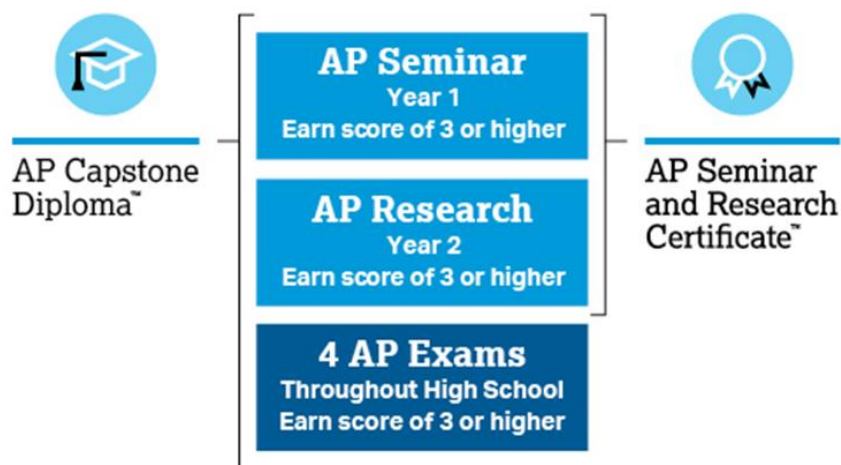 AP Capstone
Diploma™
AP Seminar
Year 1
Earn score of 3 or higher
AP Research
Year 2
Earn score of 3 or higher
4 AP Exams
Throughout High School
Earn score of 3 or higher
AP Seminar
and Research
Certificate™